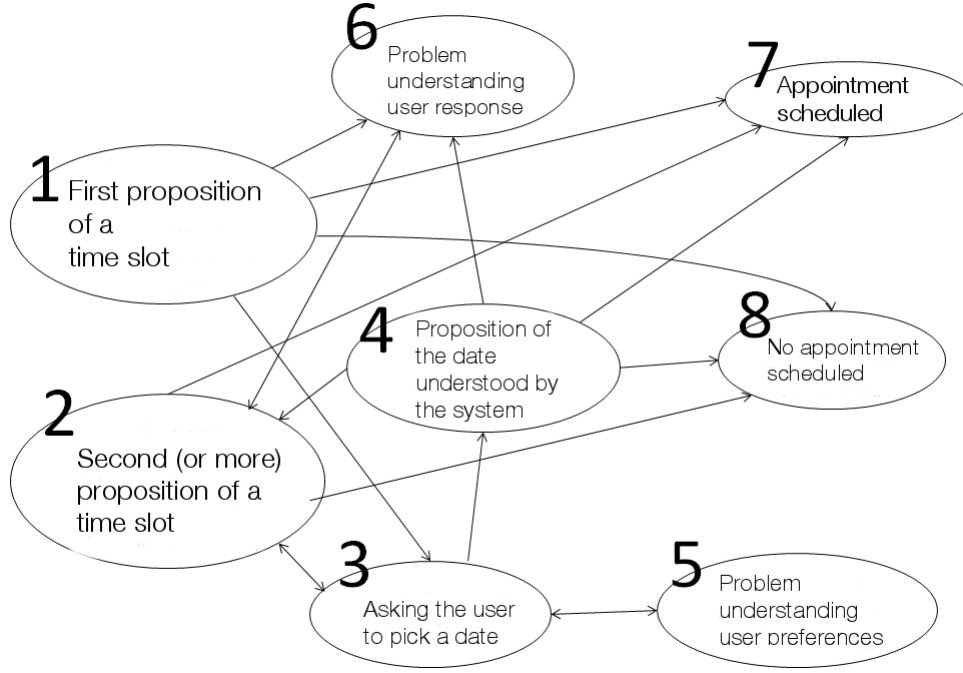 6
Problem
understanding
user response
7
Appointment
scheduled
1
First proposition
of a
time slot
4
Proposition of
the date
understood by
the system
8
No appointment
scheduled
2
Second (or more)
proposition of a
time slot
3
Asking the user
to pick a date
5
Problem
understanding
user preferences